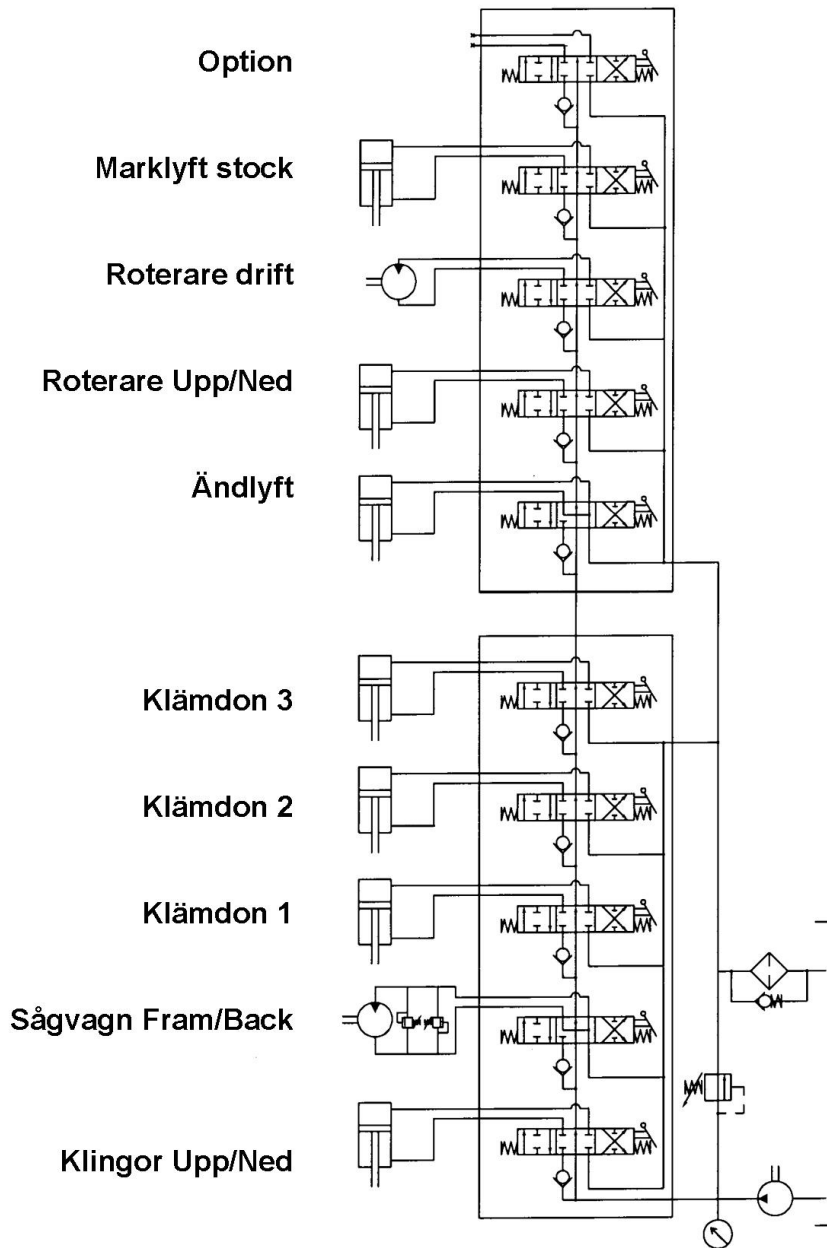 Option
Marklyft stock
Roterare drift
Roterare Upp/Ned
Ändlyft
Klämdon 3
Klämdon 2
Klämdon 1
Sågvagn Fram/Back
Klingor Upp/Ned